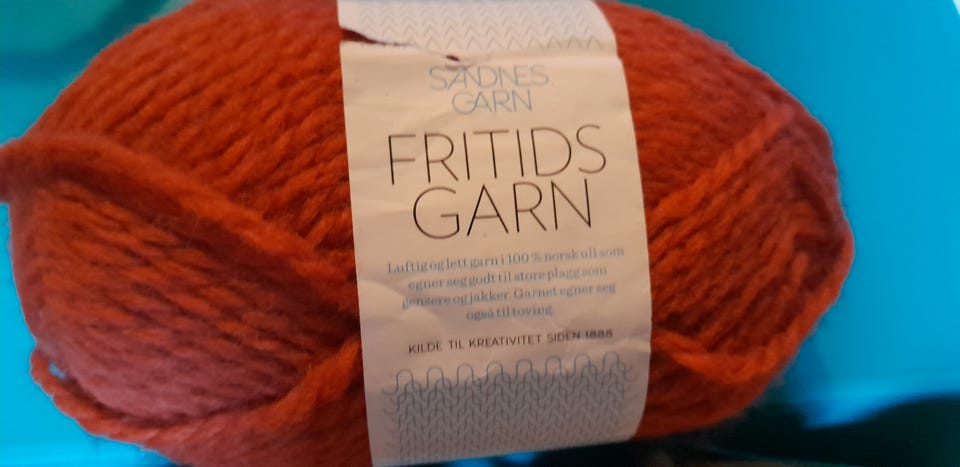 SANDNES
GARN
FRITIDS
GARN
Luftig og lett garn i 100 % norsk ull som
egner seg godt til store plagg som
gensere og jakker. Garnet egner seg
også til toving.
KILDE TIL KREATIVITET SIDEN 1888